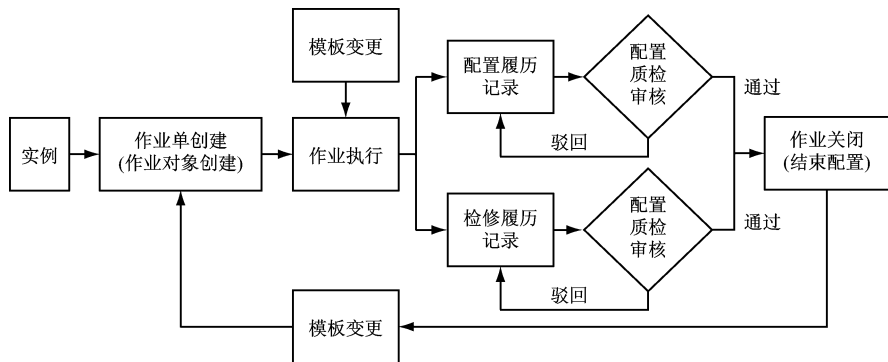 模板变更
配置履历
记录
配置
质检
审核
通过
驳回
实例
作业单创建
(作业对象创建)
作业执行
作业关闭
(结束配置)
检修履历
记录
配置
质检
审核
通过
驳回
模板变更